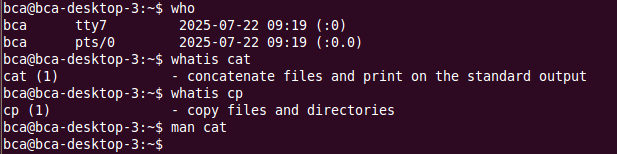 bca@bca-desktop-3:~$ who
bca      tty7         2025-07-22 09:19 (:0)
bca      pts/0        2025-07-22 09:19 (:0.0)
bca@bca-desktop-3:~$ whatis cat
cat (1)              - concatenate files and print on the standard output
bca@bca-desktop-3:~$ whatis cp
cp (1)               - copy files and directories
bca@bca-desktop-3:~$ man cat
bca@bca-desktop-3:~$